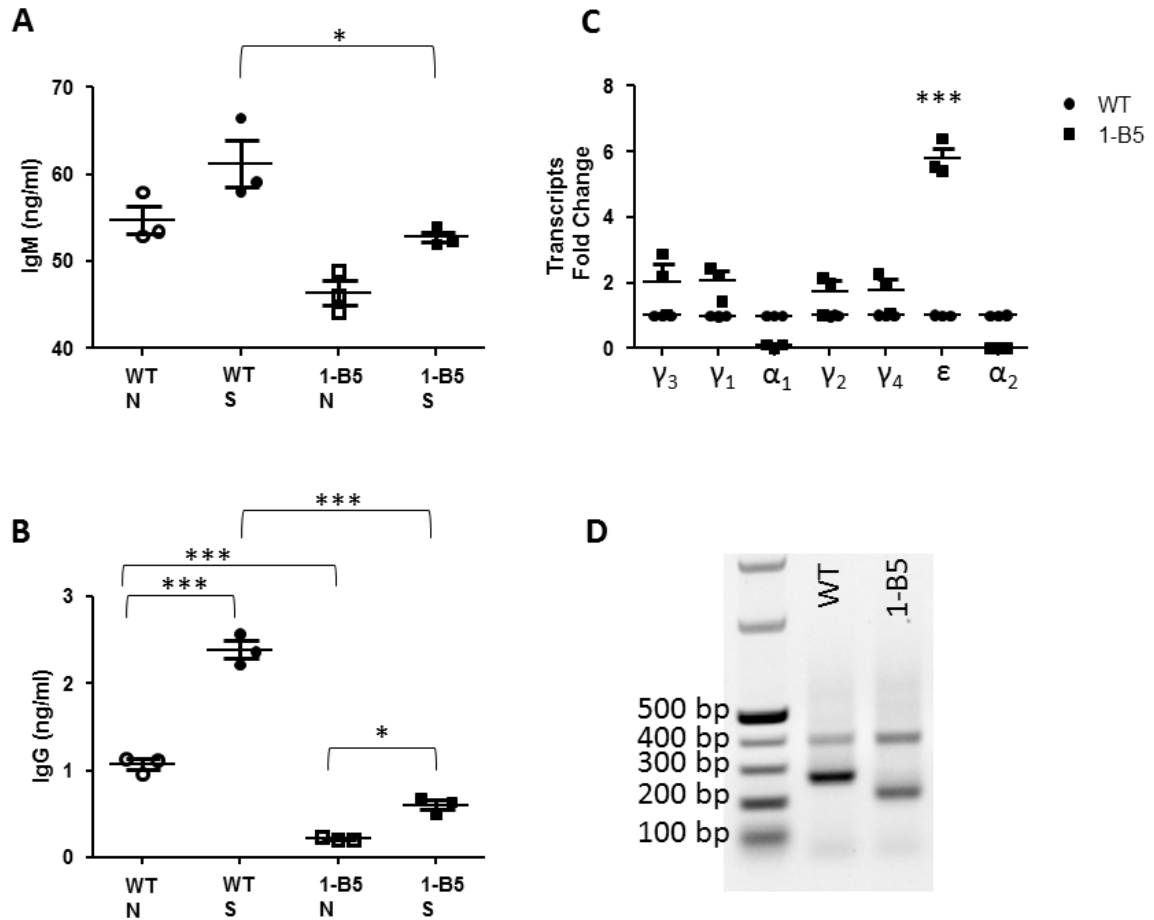 A
*
70
60
50
40
IgM (ng/ml)
WT N
WT S
1-B5 N
1-B5 S
C
8
6
4
2
0
Transcripts
Fold Change
***
WT
1-B5
γ3 γ1 α1 γ2 γ4 ε α2
B
***
***
***
*
3
2
1
0
IgG (ng/ml)
WT N
WT S
1-B5 N
1-B5 S
D
WT
1-B5
500 bp
400 bp
300 bp
200 bp
100 bp